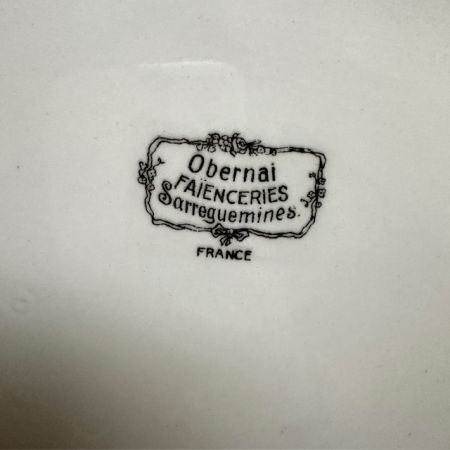 Obernai
FAÏENCERIES
Sarreguemines.
FRANCE